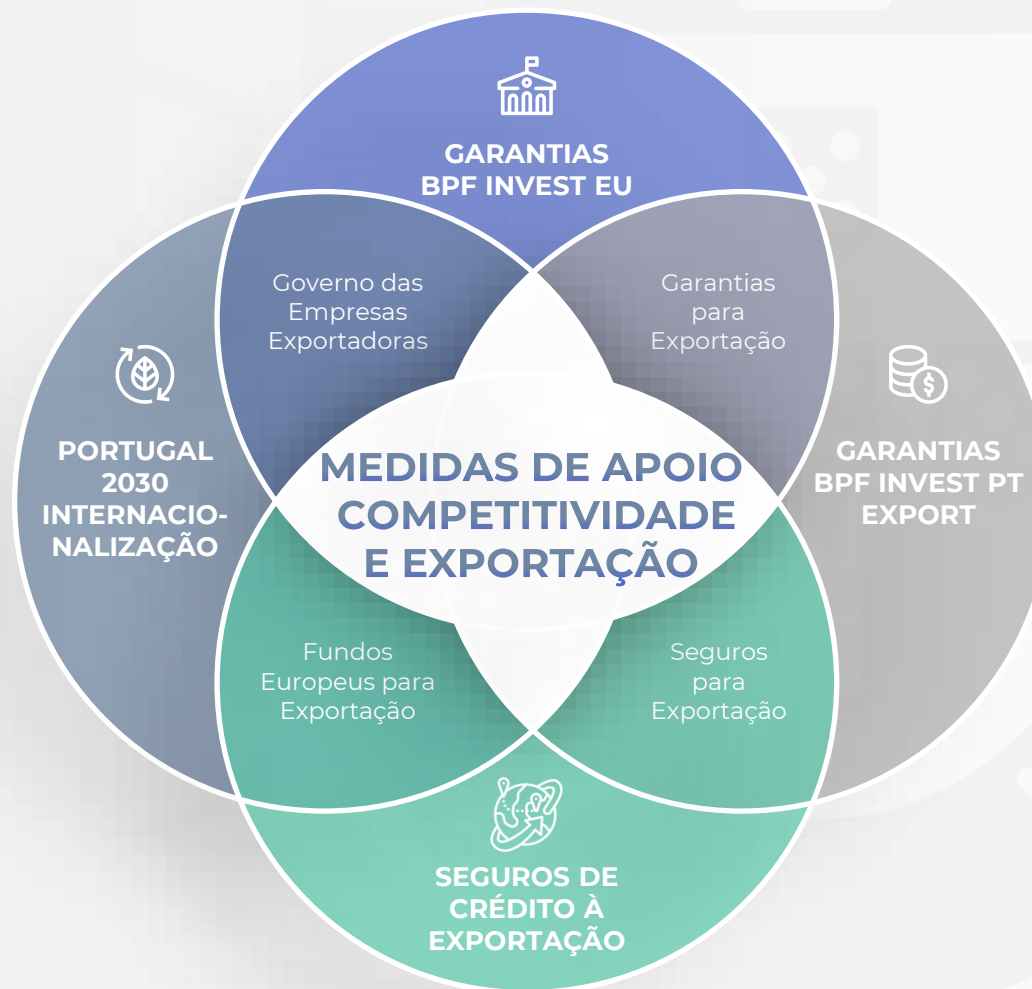 GARANTIAS
BPF INVEST EU
Governo das
Empresas
Exportadoras
Garantias
para
Exportação
PORTUGAL
2030
INTERNACIO-
NALIZAÇÃO
MEDIDAS DE APOIO
COMPETITIVIDADE
E EXPORTAÇÃO
GARANTIAS
BPF INVEST PT
EXPORT
Fundos
Europeus para
Exportação
Seguros
para
Exportação
SEGUROS DE
CRÉDITO À
EXPORTAÇÃO